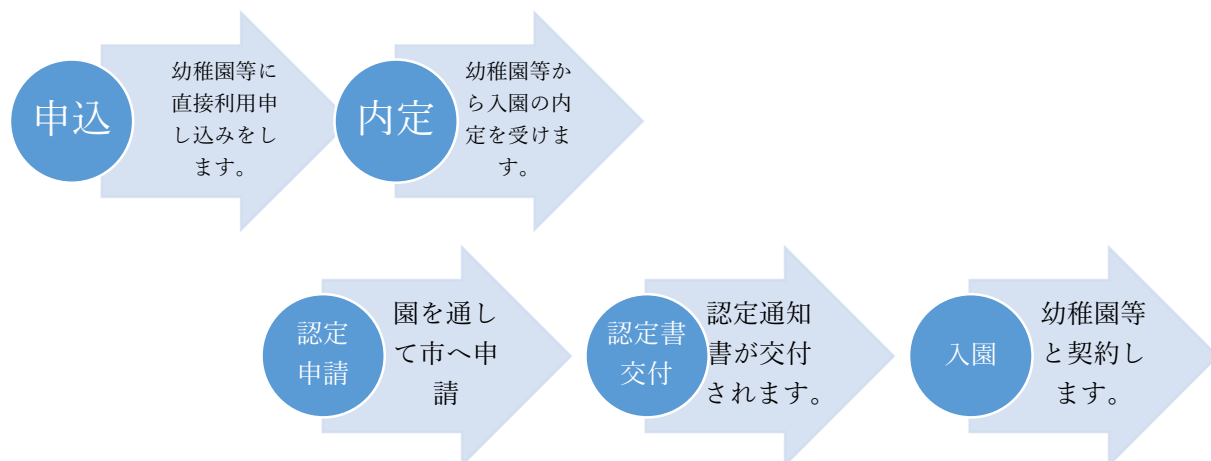 申込
幼稚園等に
直接利用申
し込みをし
ます。
内定
幼稚園等か
ら入園の内
定を受けま
す。
認定
申請
園を通し
て市へ申
請
認定書
交付
認定通知
書が交付
されます。
入園
幼稚園等
と契約し
ます。